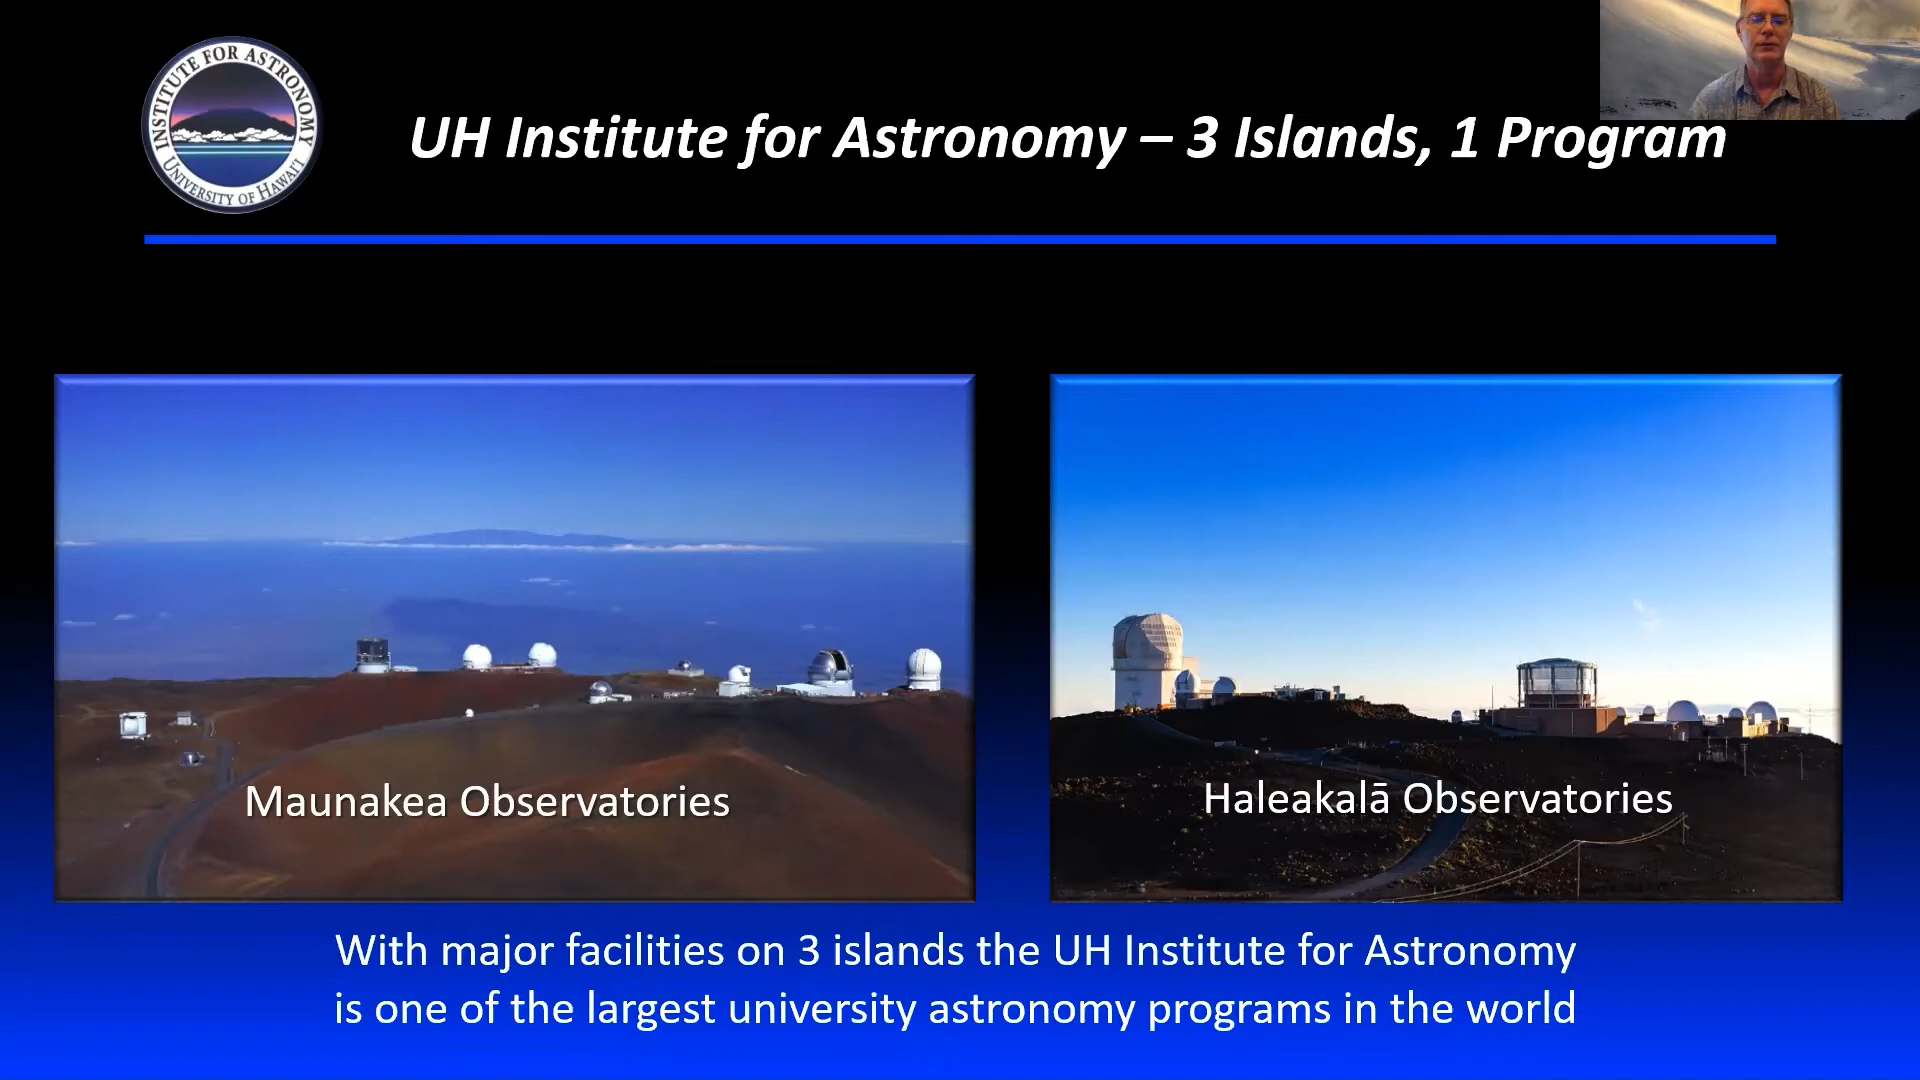 INSTITUTE FOR ASTRONOMY
UNIVERSITY OF HAWAI'I
UH Institute for Astronomy – 3 Islands, 1 Program
Maunakea Observatories
Haleakalā Observatories
With major facilities on 3 islands the UH Institute for Astronomy
is one of the largest university astronomy programs in the world